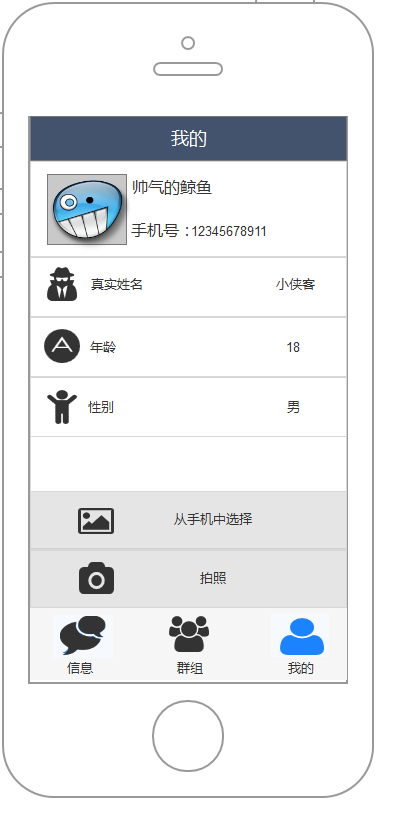 我的
帅气的鲸鱼
手机号：12345678911
真实姓名 小侠客
年龄 18
性别 男
从手机中选择
拍照
信息 群组 我的